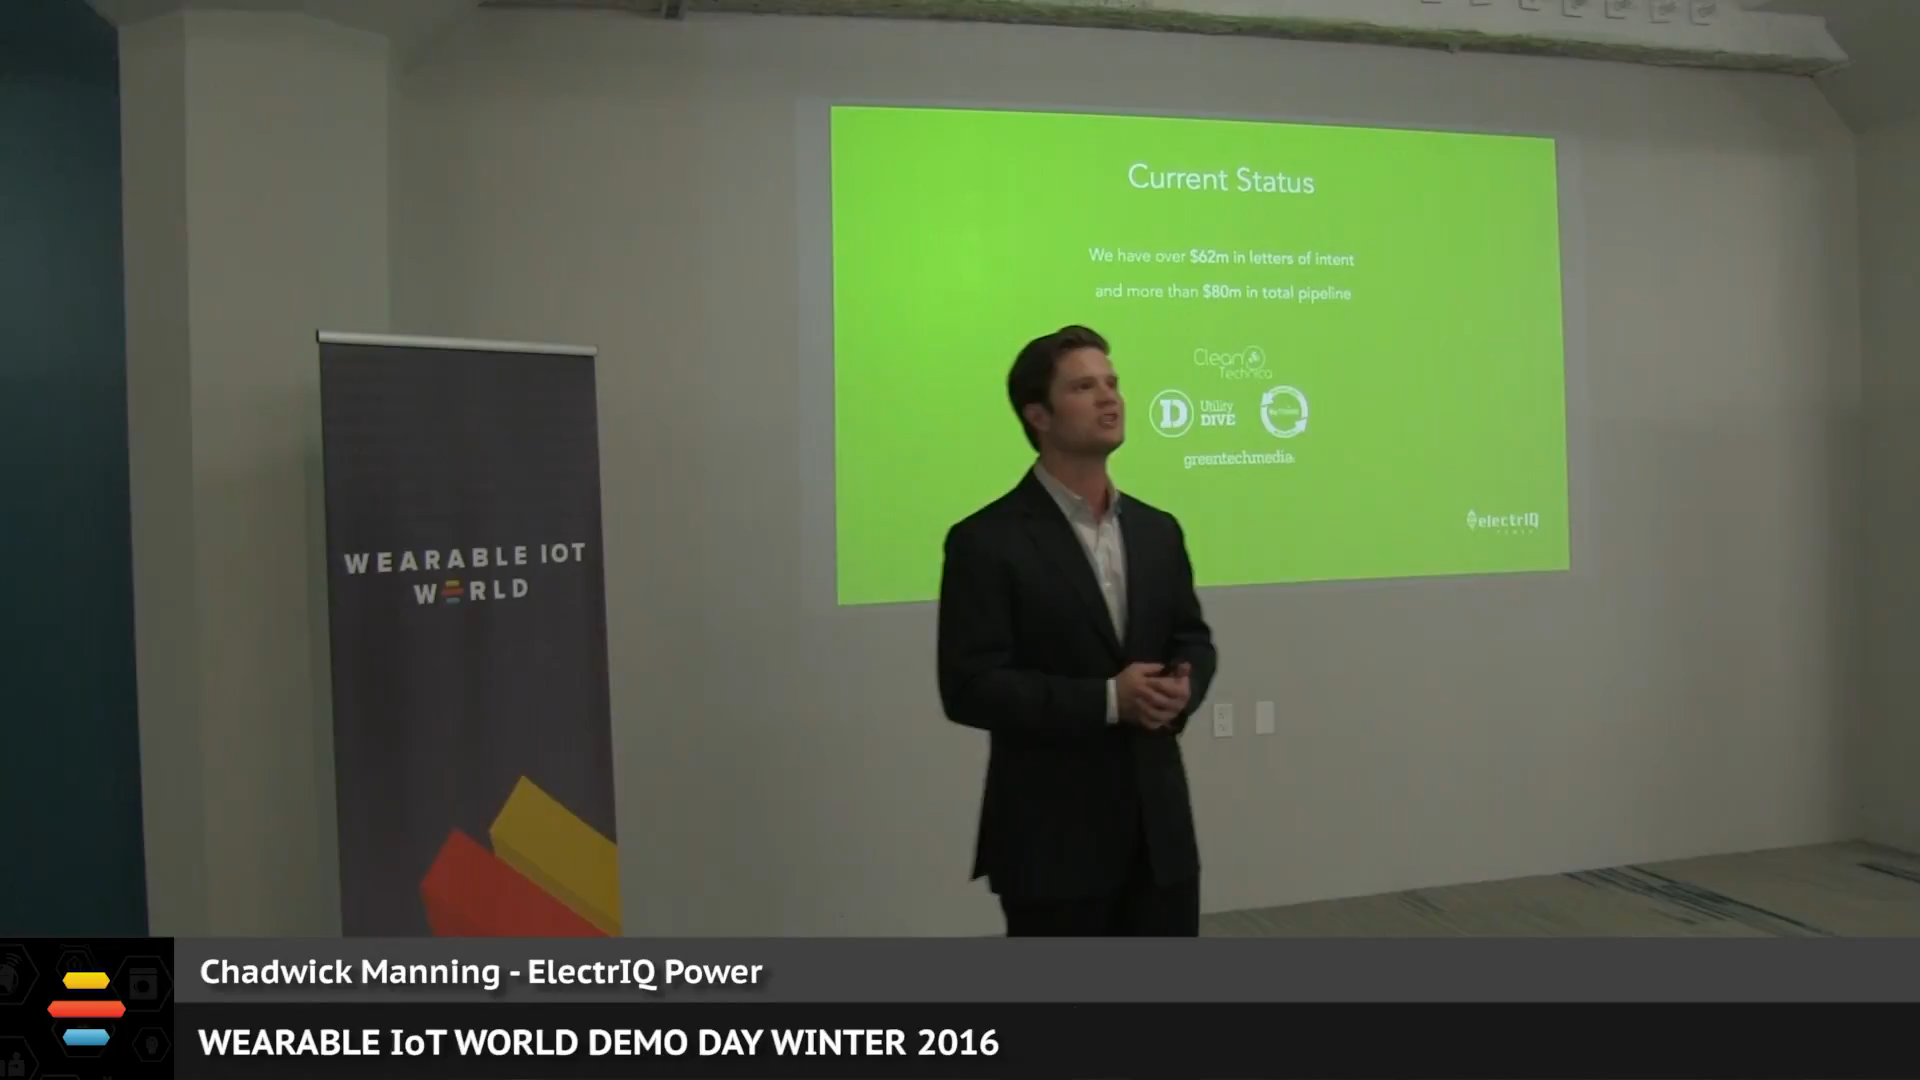 Current Status
We have over $62m in letters of intent
and more than $80m in total pipeline
Clean
Technica
D Utility
DIVE
greentechmedia.
electrIQ
POWER
WEARABLE IOT
WORLD
Chadwick Manning - ElectrIQ Power
WEARABLE IoT WORLD DEMO DAY WINTER 2016